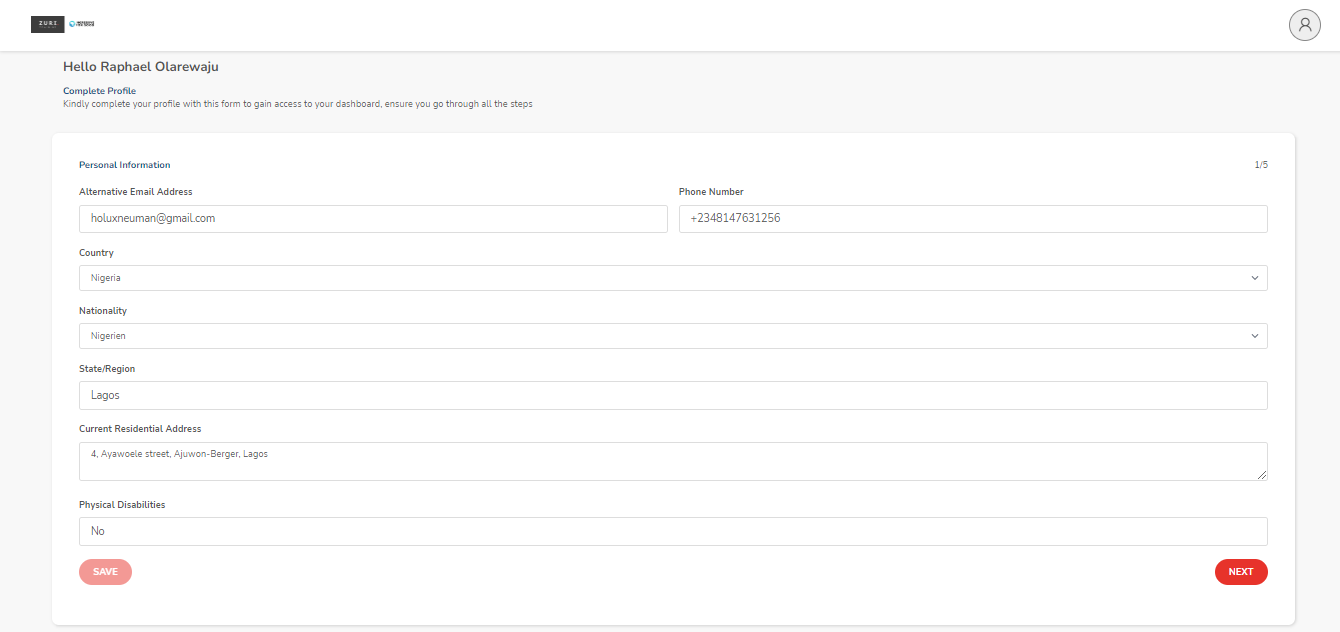 ZURI
Hello Raphael Olarewaju
Complete Profile
Kindly complete your profile with this form to gain access to your dashboard, ensure you go through all the steps
Personal Information 1/5
Alternative Email Address Phone Number
holuxneuman@gmail.com +2348147631256
Country
Nigeria
Nationality
Nigerien
State/Region
Lagos
Current Residential Address
4, Ayawoele street, Ajuwon-Berger, Lagos
Physical Disabilities
No
SAVE NEXT